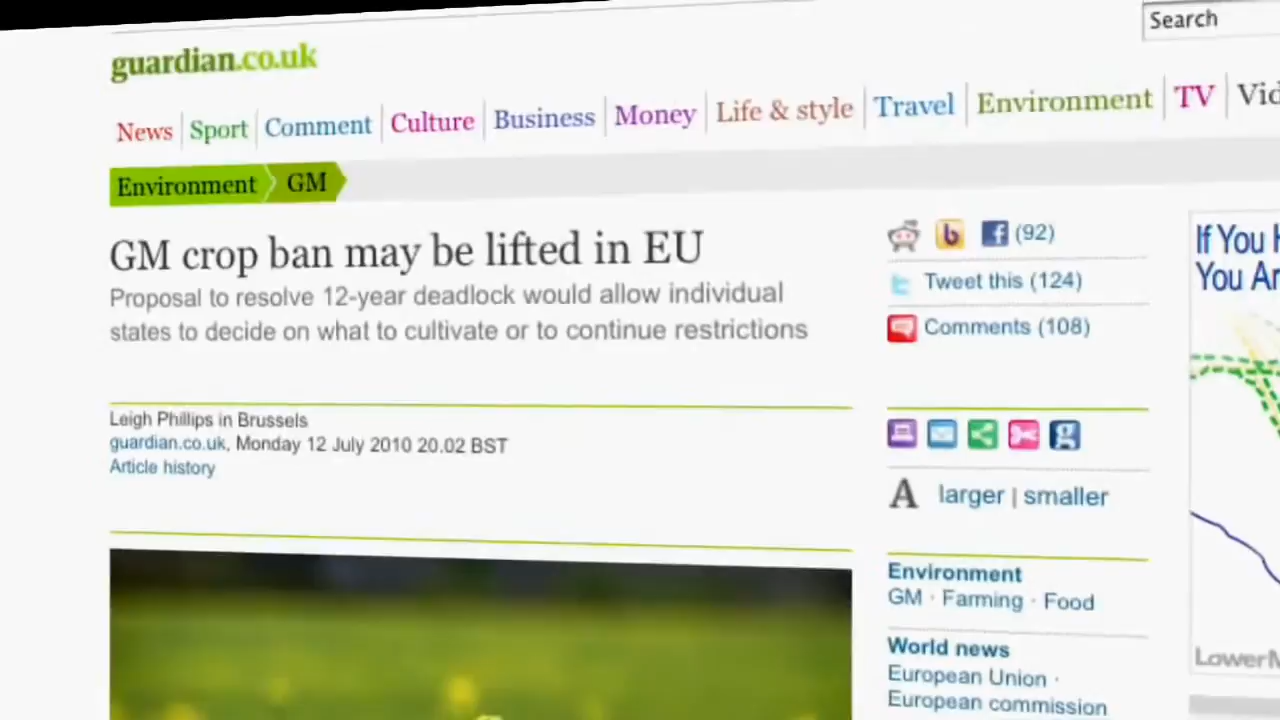 Search
guardian.co.uk
News Sport Comment Culture Business Money Life & style Travel Environment TV
Environment GM
GM crop ban may be lifted in EU
Proposal to resolve 12-year deadlock would allow individual
states to decide on what to cultivate or to continue restrictions
Leigh Phillips in Brussels
guardian.co.uk, Monday 12 July 2010 20.02 BST
Article history
(92)
Tweet this (124)
Comments (108)
A larger | smaller
Environment
GM · Farming · Food
World news
European Union ·
European commission
If You
You